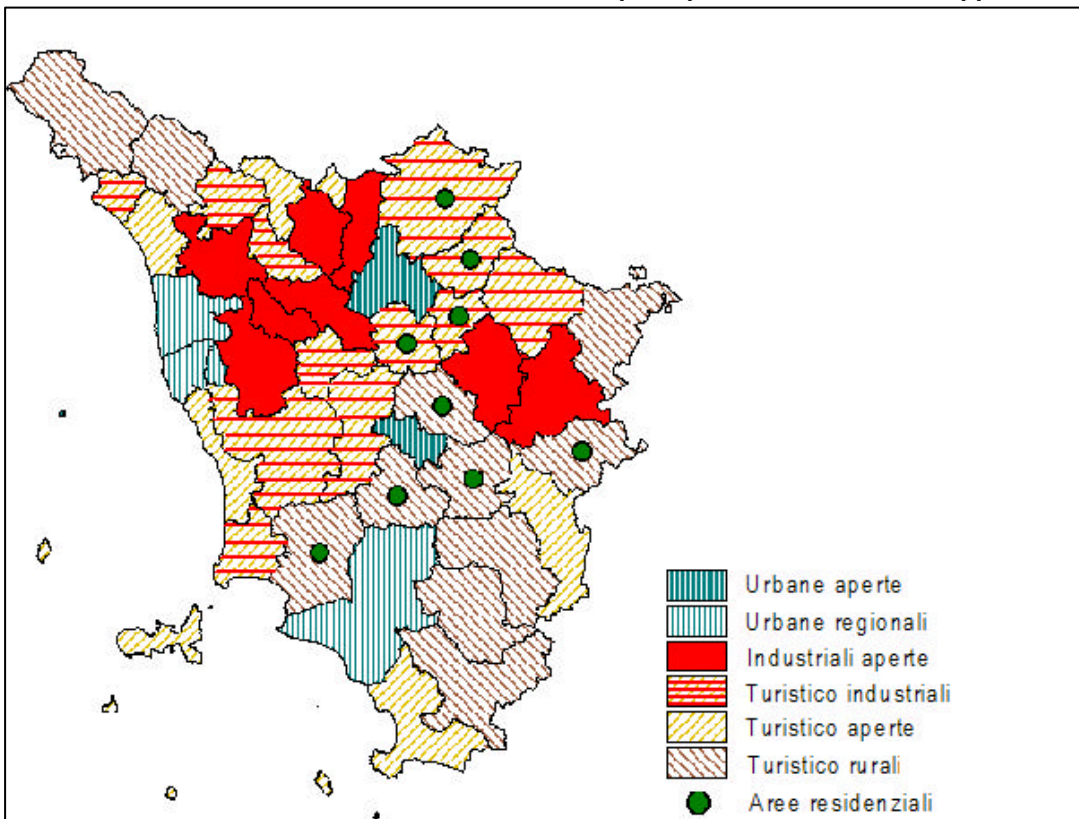 Urbane aperte
Urbane regionali
Industriali aperte
Turistico industriali
Turistico aperte
Turistico rurali
Aree residenziali